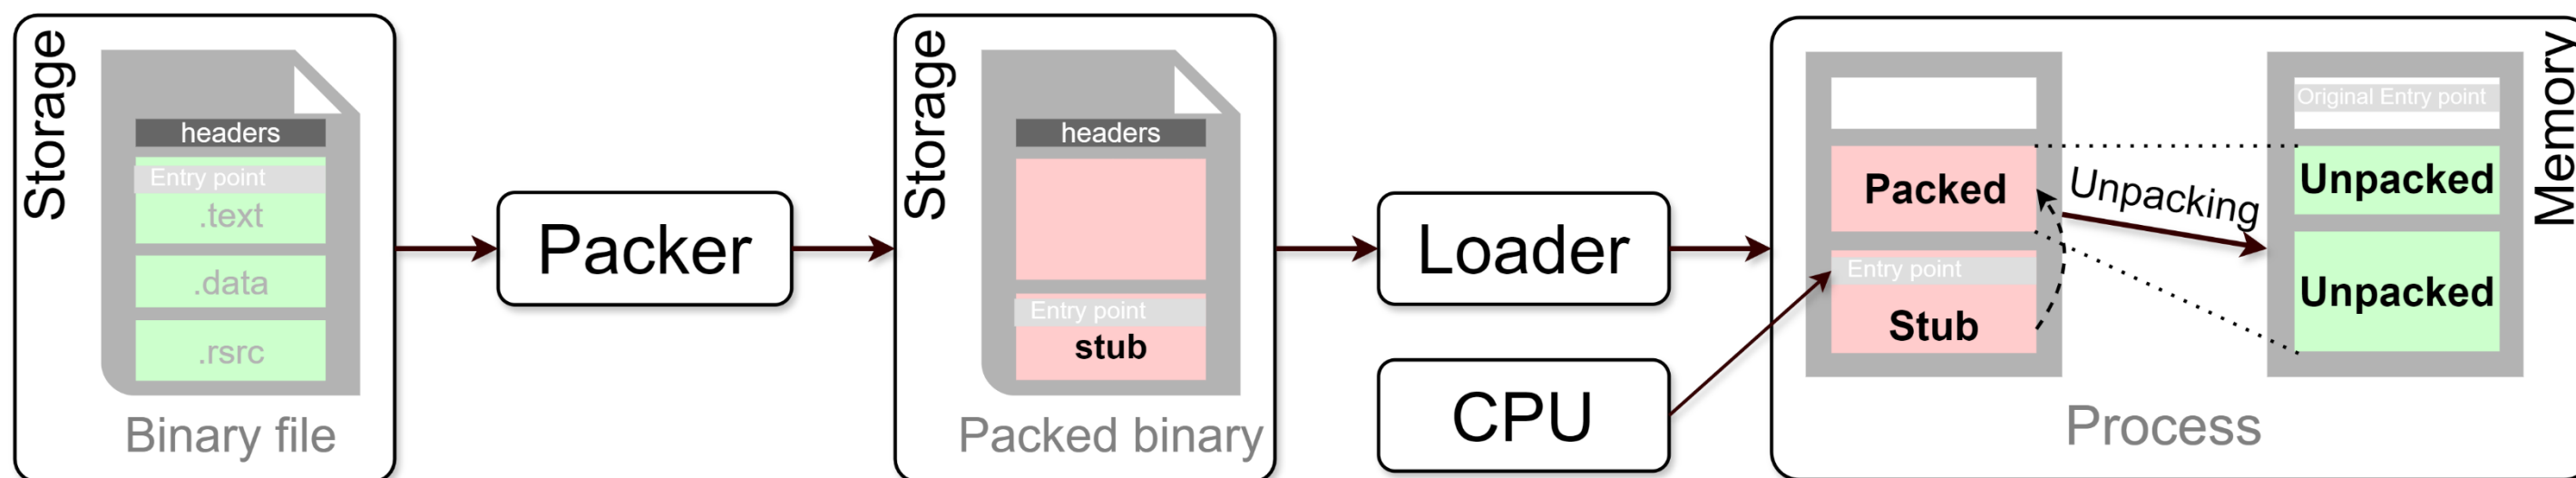 Storage
headers
Entry point
.text
.data
.rsrc
Binary file
Packer
Storage
headers
Entry point
stub
Packed binary
Loader
CPU
Memory
Packed
Entry point
Stub
Unpacking
Original Entry point
Unpacked
Unpacked
Process